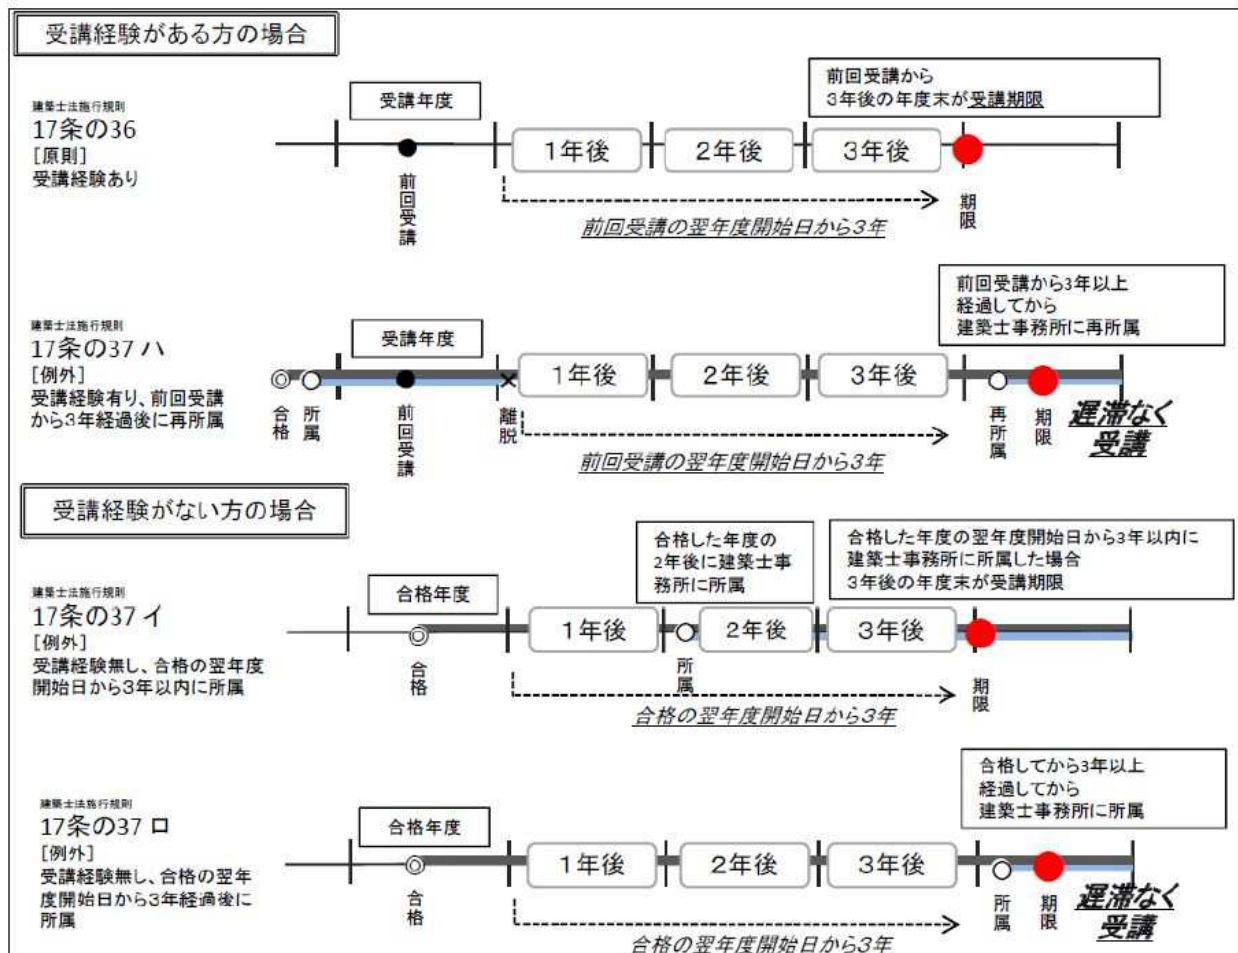 受講経験がある方の場合
建築士法施行規則
17条の36
[原則]
受講経験あり
受講年度
前回受講から
3年後の年度末が受講期限
1年後
2年後
3年後
前回受講
期限
前回受講の翌年度開始日から3年
建築士法施行規則
17条の37 ハ
[例外]
受講経験有り、前回受講
から3年経過後に再所属
受講年度
前回受講から3年以上
経過してから
建築士事務所に再所属
1年後
2年後
3年後
合格
所属
前回受講
離脱
再所属
期限
遅滞なく
受講
前回受講の翌年度開始日から3年
受講経験がない方の場合
建築士法施行規則
17条の37 イ
[例外]
受講経験無し、合格の翌年度
開始日から3年以内に所属
合格年度
合格した年度の
2年後に建築士事
務所に所属
合格した年度の翌年度開始日から3年以内に
建築士事務所に所属した場合
3年後の年度末が受講期限
1年後
2年後
3年後
合格
所属
期限
合格の翌年度開始日から3年
建築士法施行規則
17条の37 ロ
[例外]
受講経験無し、合格の翌年
度開始日から3年経過後に
所属
合格年度
合格してから3年以上
経過してから
建築士事務所に所属
1年後
2年後
3年後
合格
所属
期限
遅滞なく
受講
合格の翌年度開始日から3年